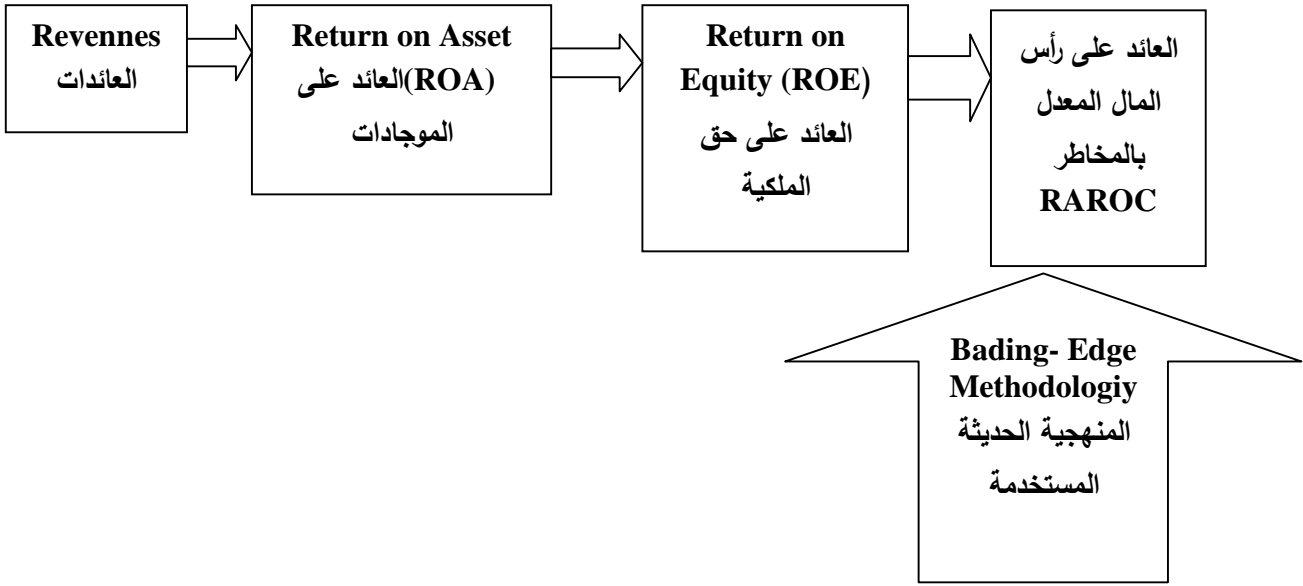 Revennes
العائدات
Return on Asset
(ROA)العائد على
الموجادات
Return on
Equity (ROE)
العائد على حق
الملكية
العائد على رأس
المال المعدل
بالمخاطر
RAROC
Bading- Edge
Methodologiy
المنهجية الحديثة
المستخدمة